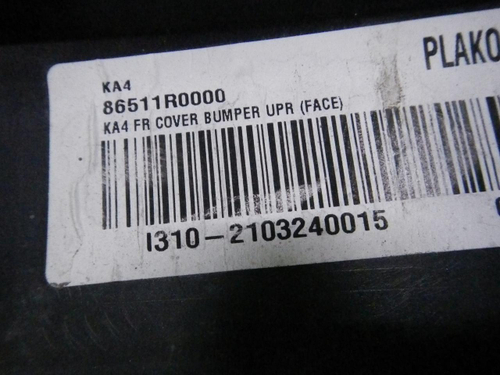 KA4
PLAKO
86511R0000
KA4 FR COVER BUMPER UPR (FACE)
I310-2103240015